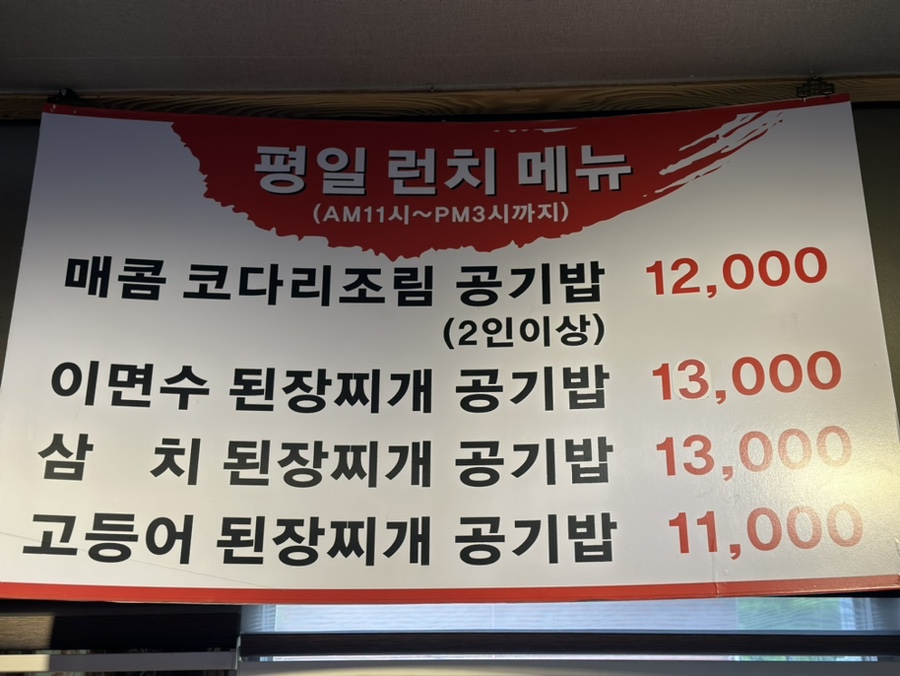 평일 런치 메뉴
(AM11시~PM3시까지)
매콤 코다리조림 공기밥 12,000
(2인이상)
이면수 된장찌개 공기밥 13,000
삼 치 된장찌개 공기밥 13,000
고등어 된장찌개 공기밥 11,000